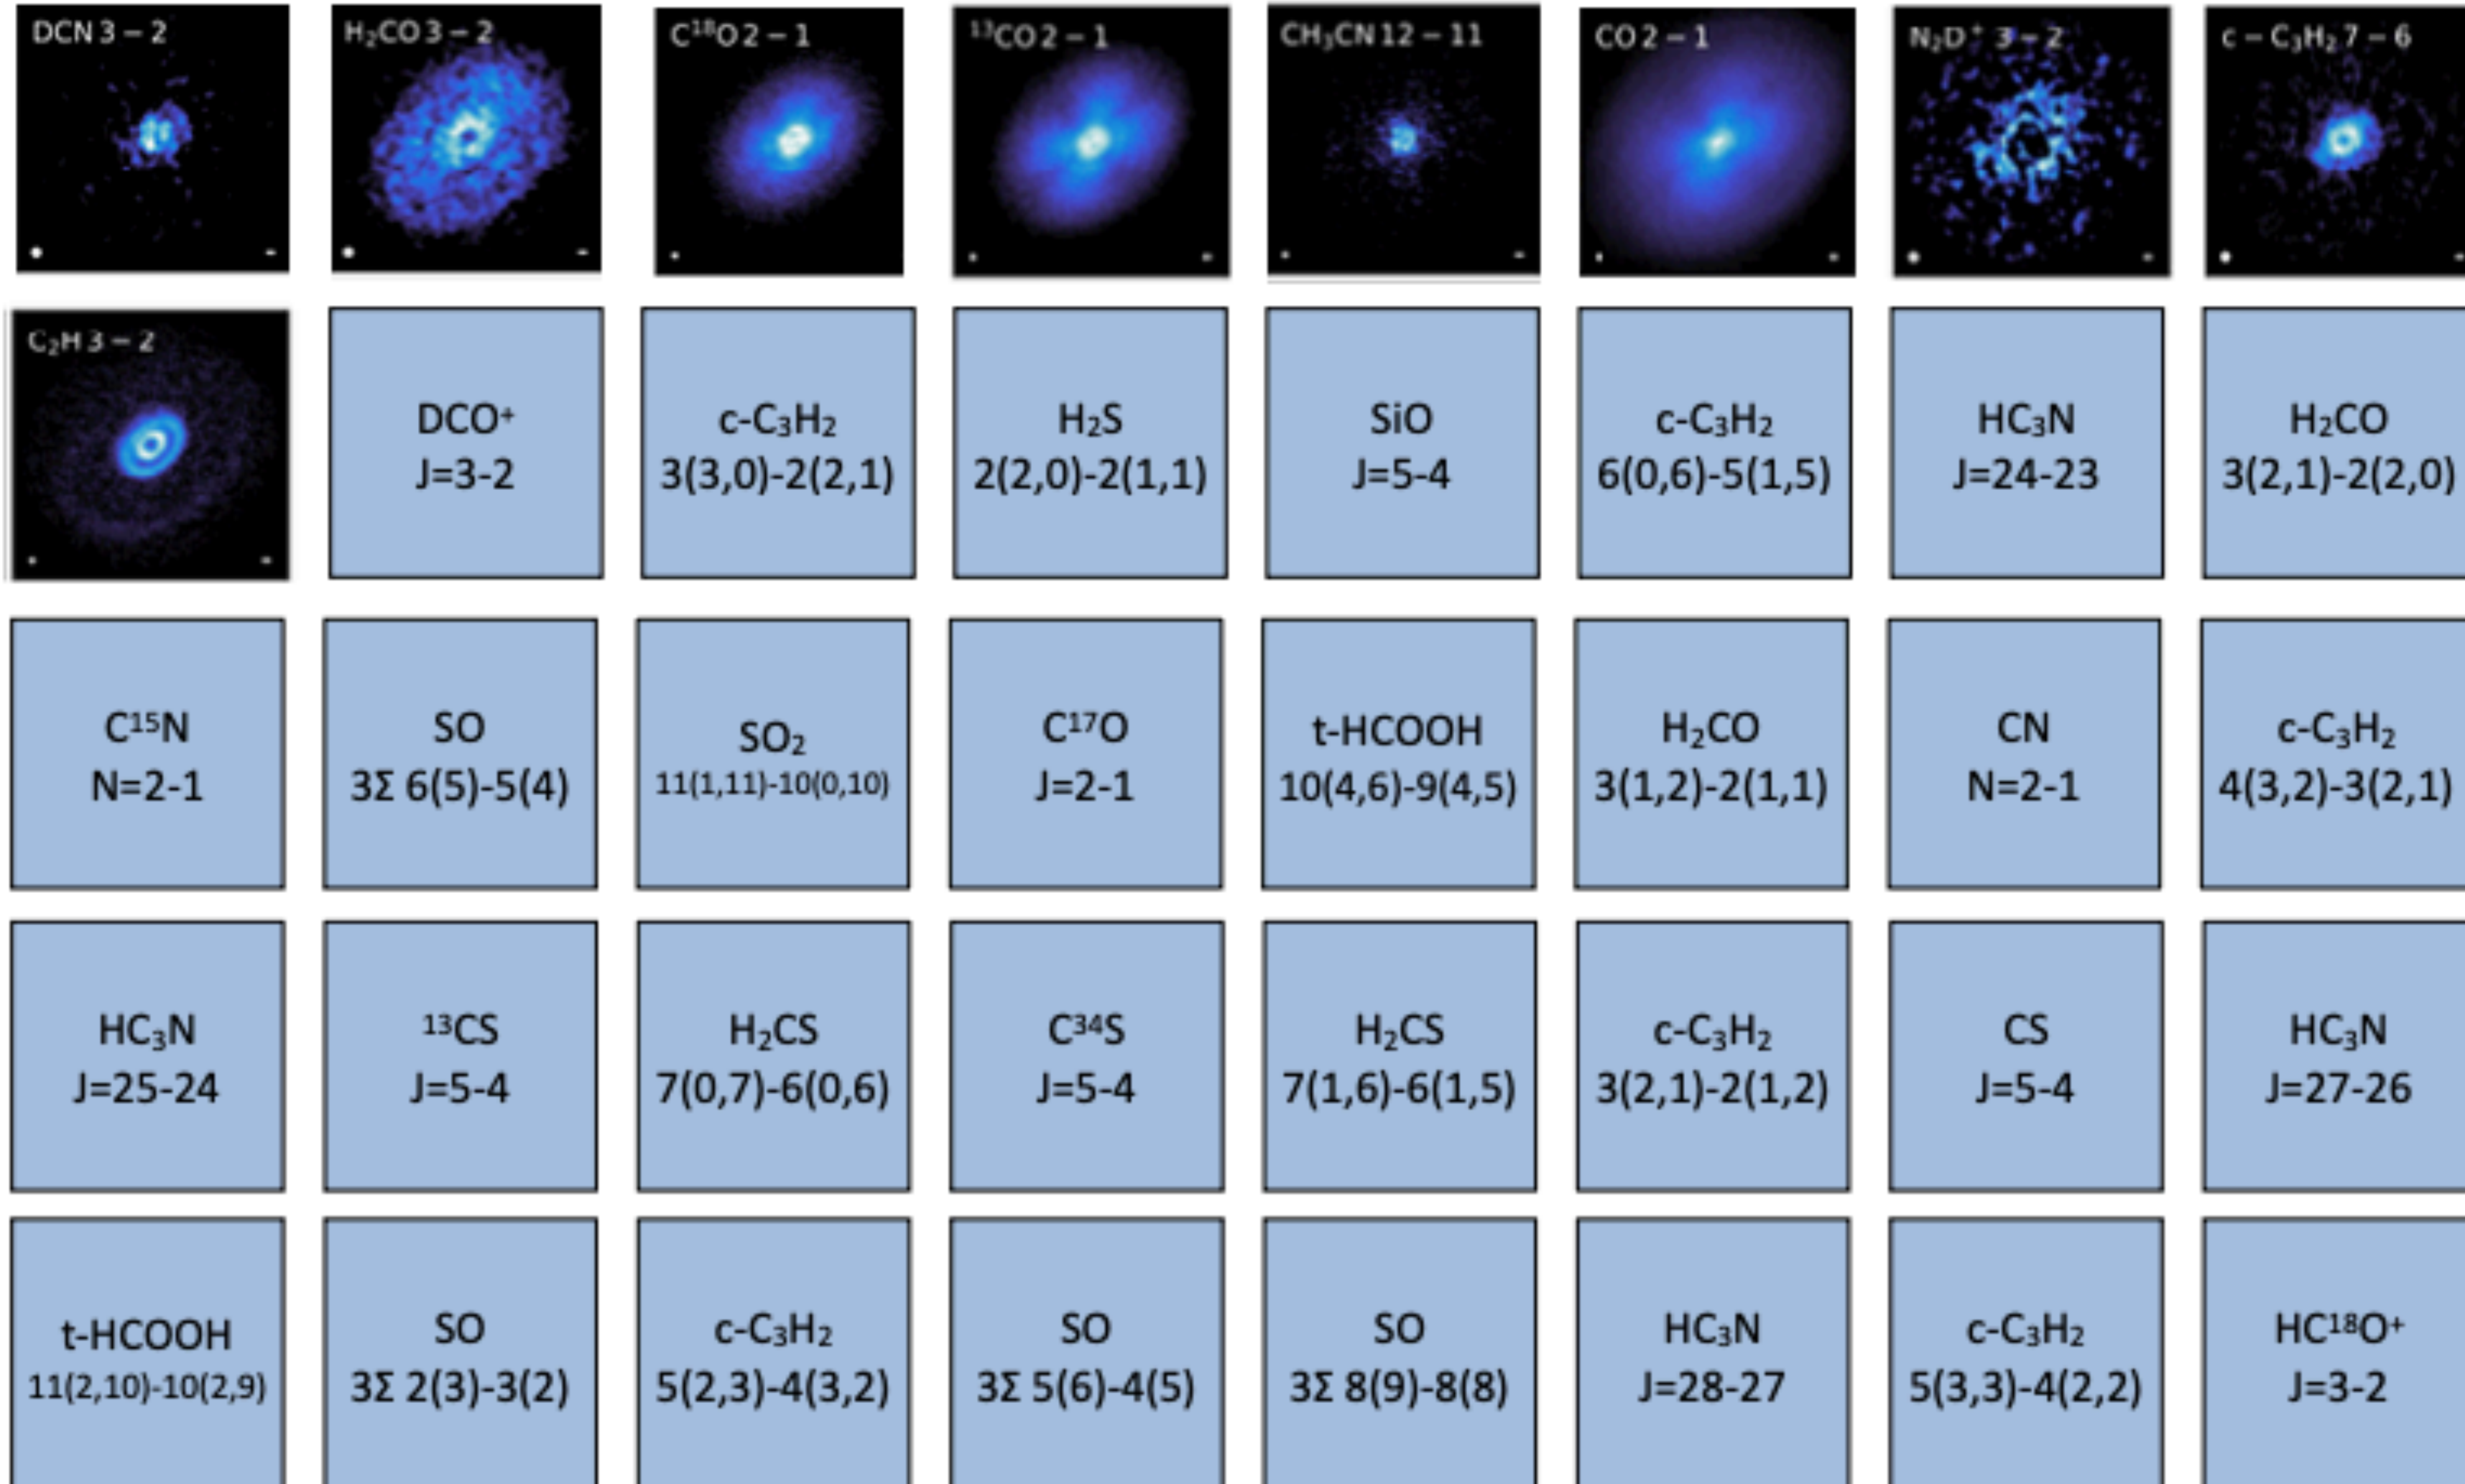 DCN 3 – 2
H₂CO 3 – 2
C¹⁸O 2 – 1
¹³CO 2 – 1
CH₃CN 12 – 11
CO 2 – 1
N₂D⁺ 3 – 2
c – C₃H₂ 7 – 6
C₂H 3 – 2
DCO⁺
J=3-2
c-C₃H₂
3(3,0)-2(2,1)
H₂S
2(2,0)-2(1,1)
SiO
J=5-4
c-C₃H₂
6(0,6)-5(1,5)
HC₃N
J=24-23
H₂CO
3(2,1)-2(2,0)
C¹⁵N
N=2-1
SO
3Σ 6(5)-5(4)
SO₂
11(1,11)-10(0,10)
C¹⁷O
J=2-1
t-HCOOH
10(4,6)-9(4,5)
H₂CO
3(1,2)-2(1,1)
CN
N=2-1
c-C₃H₂
4(3,2)-3(2,1)
HC₃N
J=25-24
¹³CS
J=5-4
H₂CS
7(0,7)-6(0,6)
C³⁴S
J=5-4
H₂CS
7(1,6)-6(1,5)
c-C₃H₂
3(2,1)-2(1,2)
CS
J=5-4
HC₃N
J=27-26
t-HCOOH
11(2,10)-10(2,9)
SO
3Σ 2(3)-3(2)
c-C₃H₂
5(2,3)-4(3,2)
SO
3Σ 5(6)-4(5)
SO
3Σ 8(9)-8(8)
HC₃N
J=28-27
c-C₃H₂
5(3,3)-4(2,2)
HC¹⁸O⁺
J=3-2